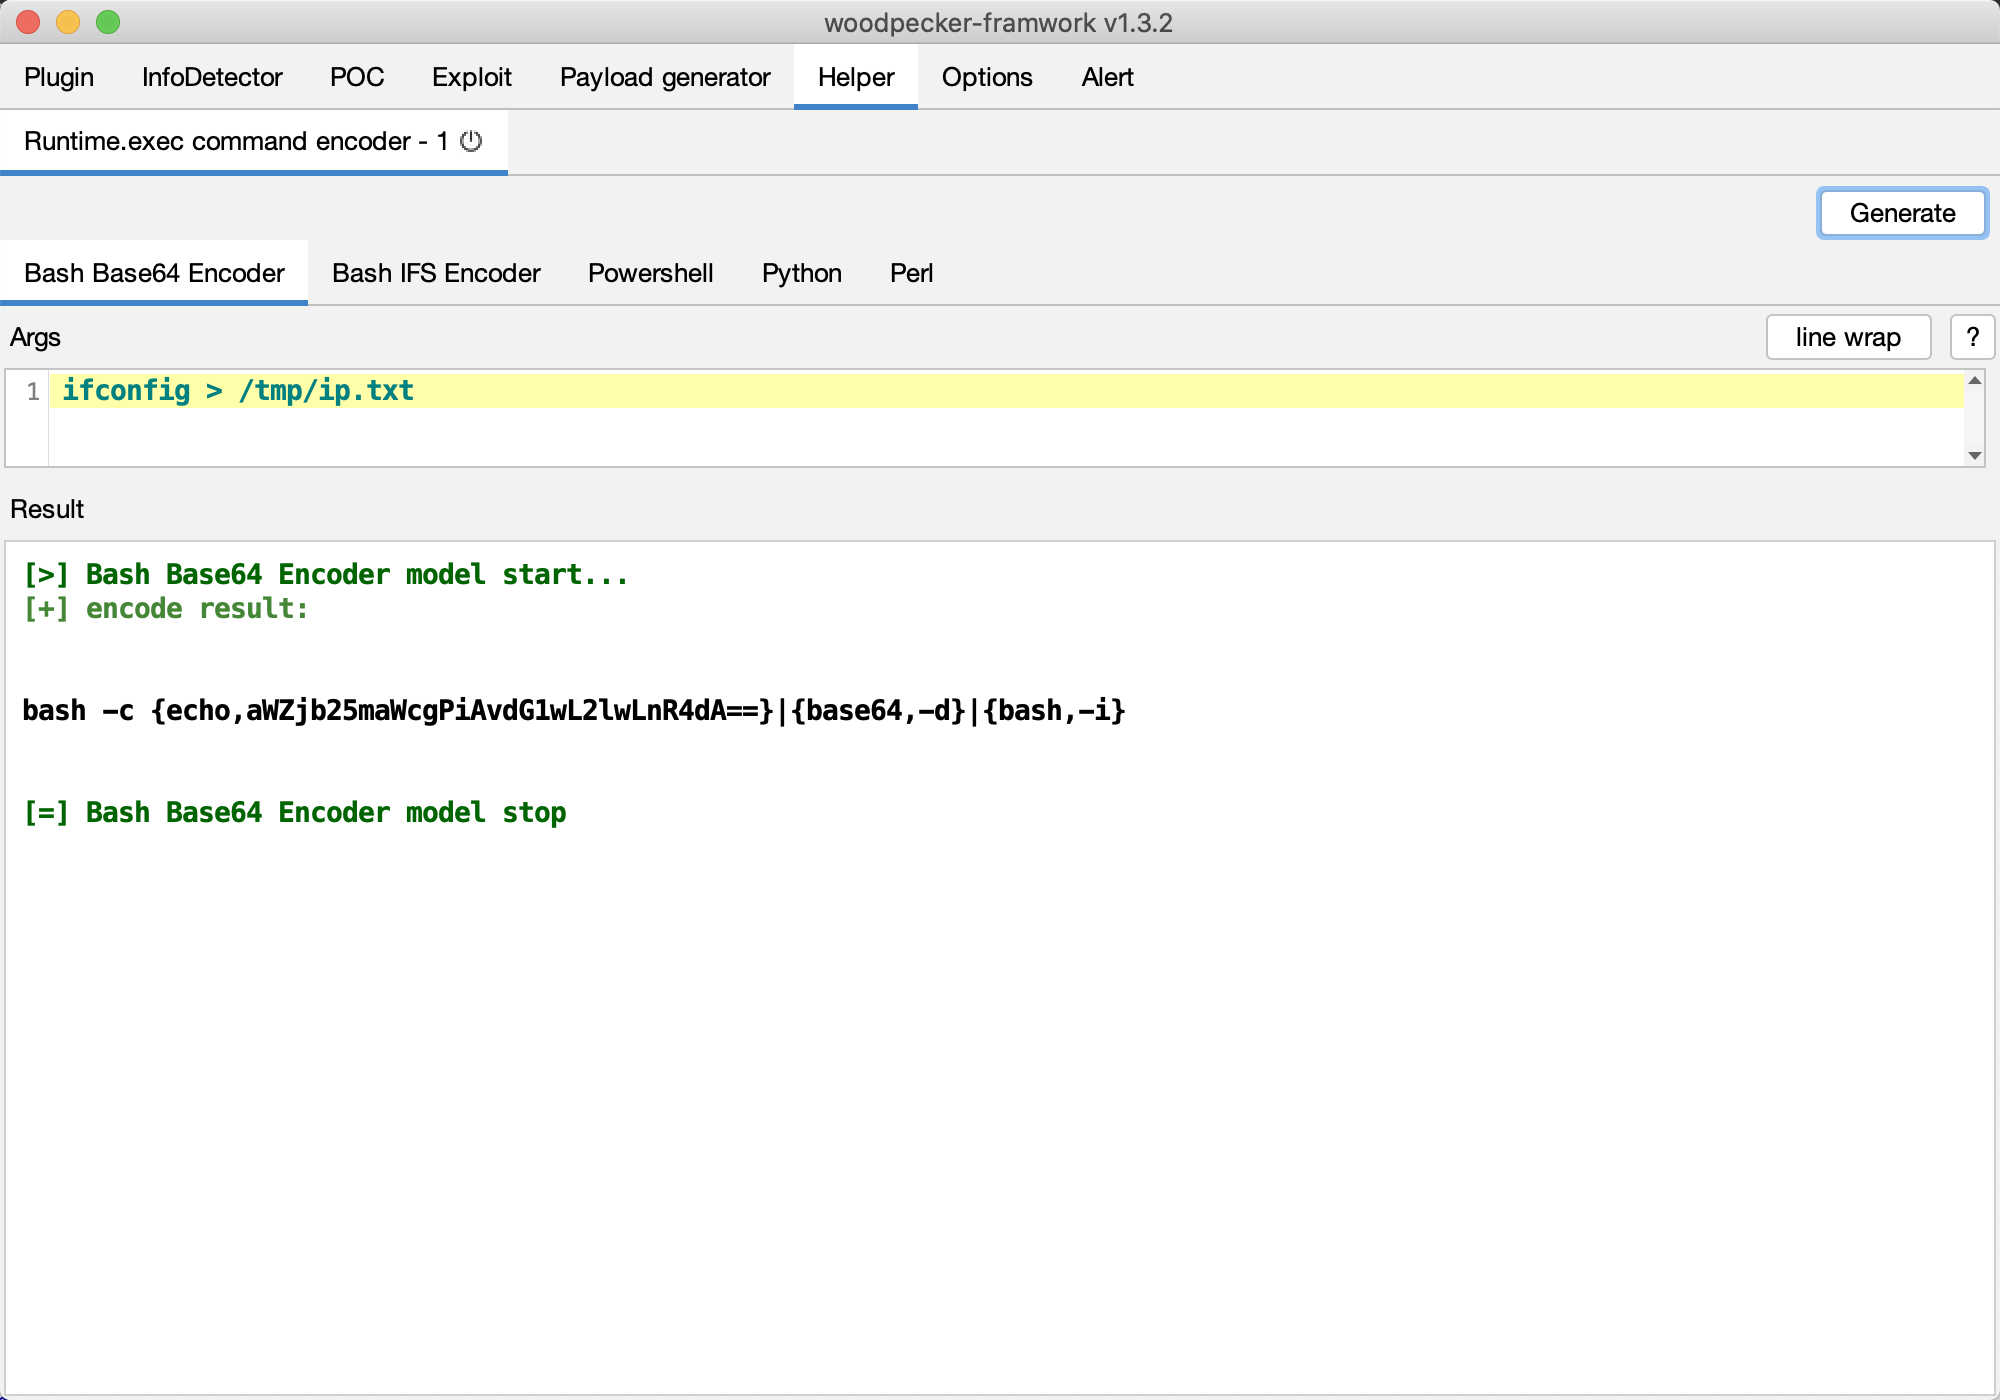 woodpecker-framwork v1.3.2
Plugin InfoDetector POC Exploit Payload generator Helper Options Alert
Runtime.exec command encoder - 1
Generate
Bash Base64 Encoder Bash IFS Encoder Powershell Python Perl
Args line wrap ?
1 ifconfig > /tmp/ip.txt
Result
[>] Bash Base64 Encoder model start...
[+] encode result:
bash -c {echo,aWZjb25maWcgPiAvdG1wL2lwLnR4dA==}|{base64,-d}|{bash,-i}
[=] Bash Base64 Encoder model stop